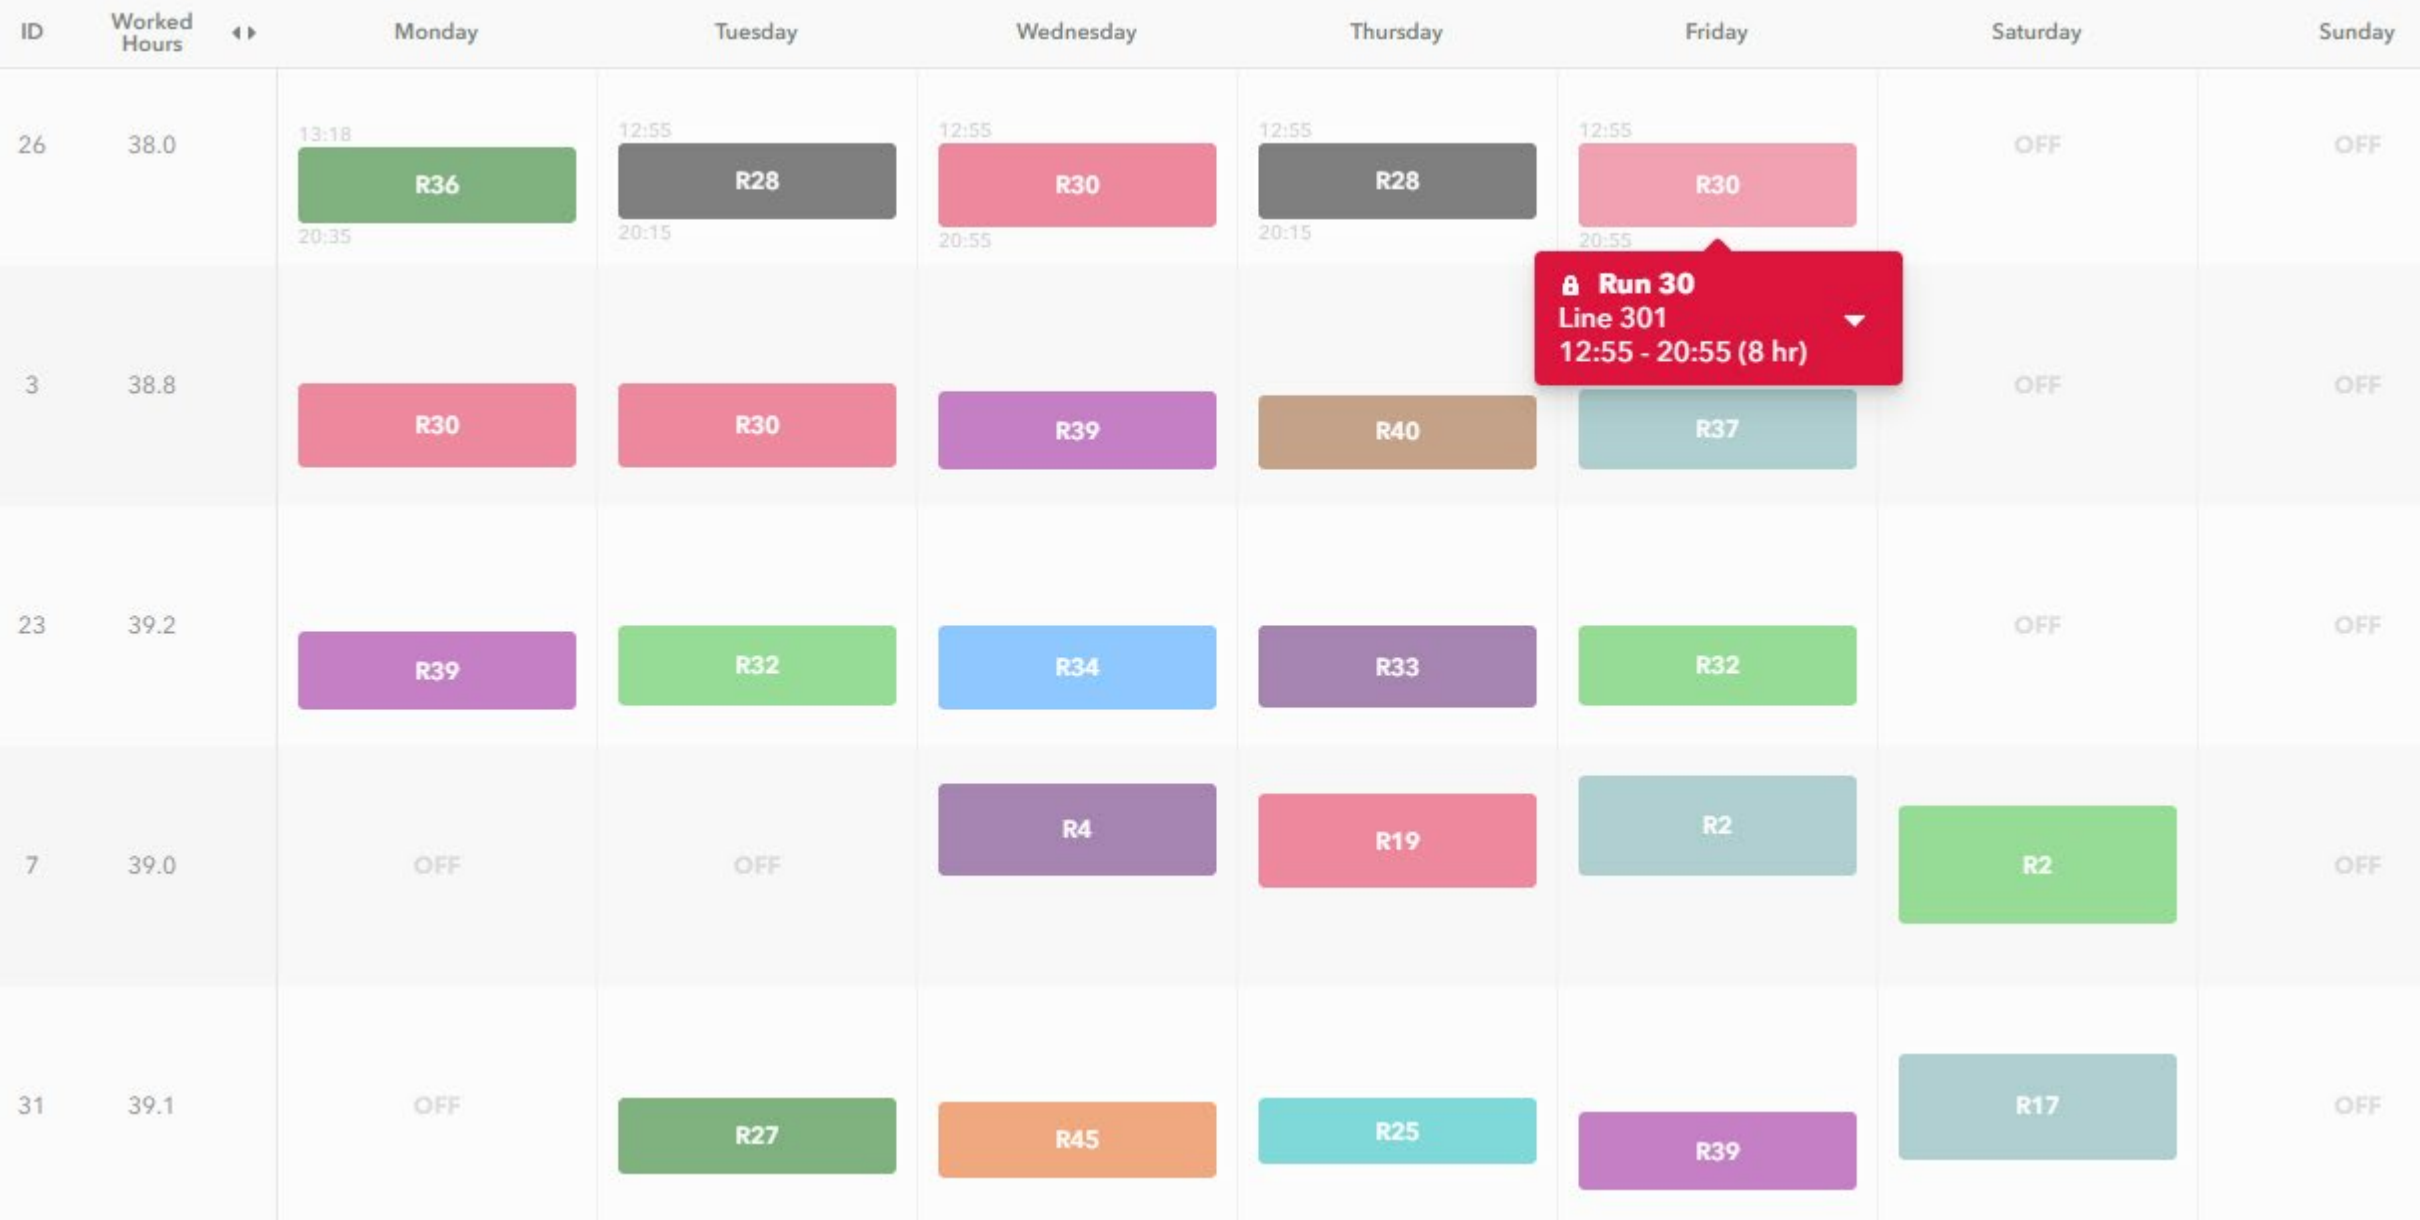 ID
Worked
Hours
Monday
Tuesday
Wednesday
Thursday
Friday
Saturday
Sunday
26
38.0
13:18
R36
20:35
12:55
R28
20:15
12:55
R30
20:55
12:55
R28
20:15
12:55
R30
20:55
OFF
OFF
Run 30
Line 301
12:55 - 20:55 (8 hr)
3
38.8
R30
R30
R39
R40
R37
OFF
OFF
23
39.2
R39
R32
R34
R33
R32
OFF
OFF
7
39.0
OFF
OFF
R4
R19
R2
R2
OFF
31
39.1
OFF
R27
R45
R25
R39
R17
OFF